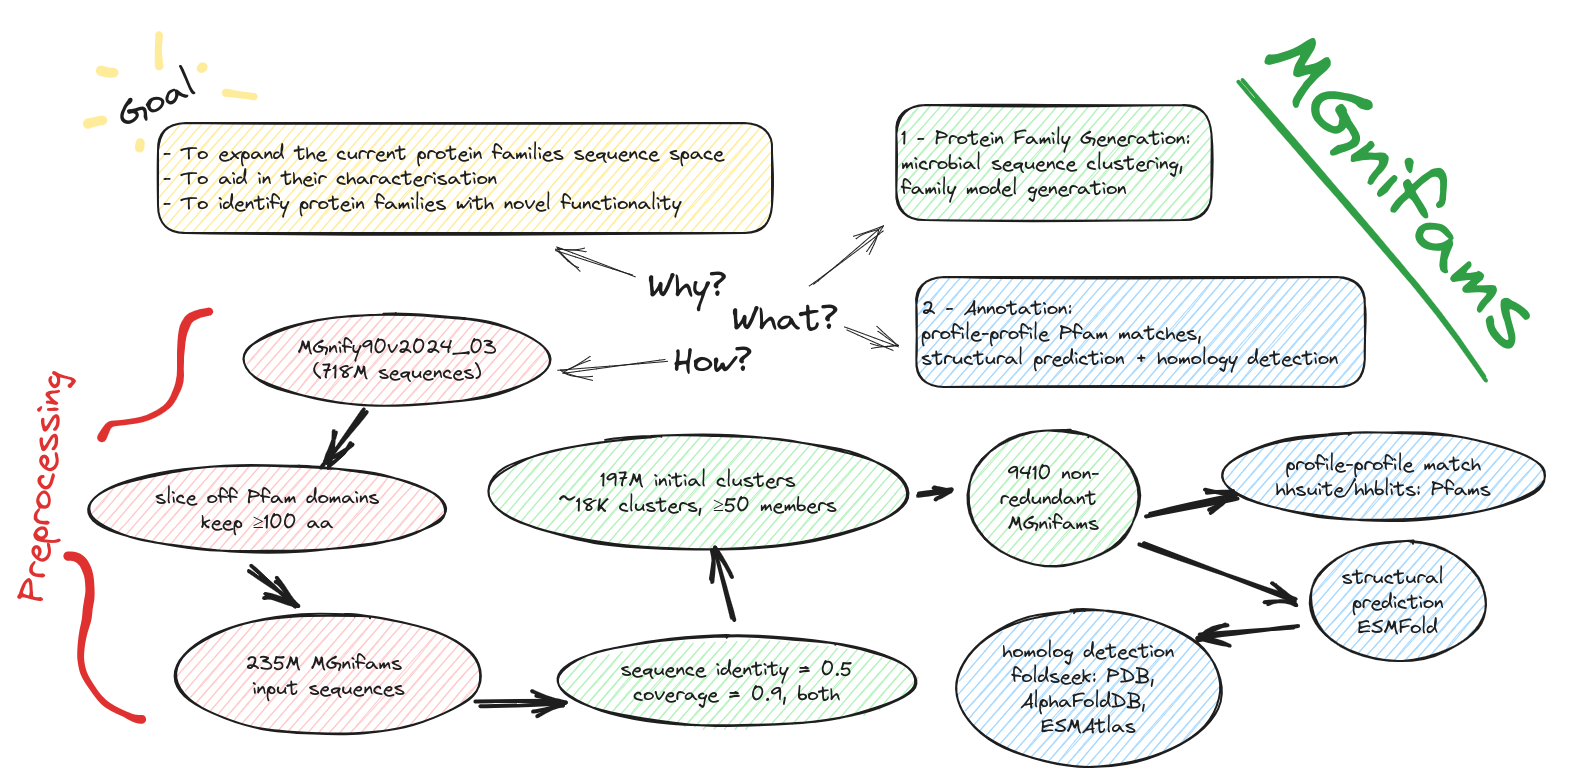 Goal
- To expand the current protein families sequence space
- To aid in their characterisation
- To identify protein families with novel functionality
1 - Protein Family Generation:
microbial sequence clustering,
family model generation
MGnifams
Why?
What?
How?
2 - Annotation:
profile-profile Pfam matches,
structural prediction + homology detection
Preprocessing
MGnify90v2024_03
(718M sequences)
slice off Pfam domains
keep ≥100 aa
235M MGnifams
input sequences
sequence identity = 0.5
coverage = 0.9, both
197M initial clusters
~18K clusters, ≥50 members
9410 non-
redundant
MGnifams
profile-profile match
hhsuite/hhblits: Pfams
structural
prediction
ESMFold
homolog detection
foldseek: PDB,
AlphaFoldDB,
ESMAtlas